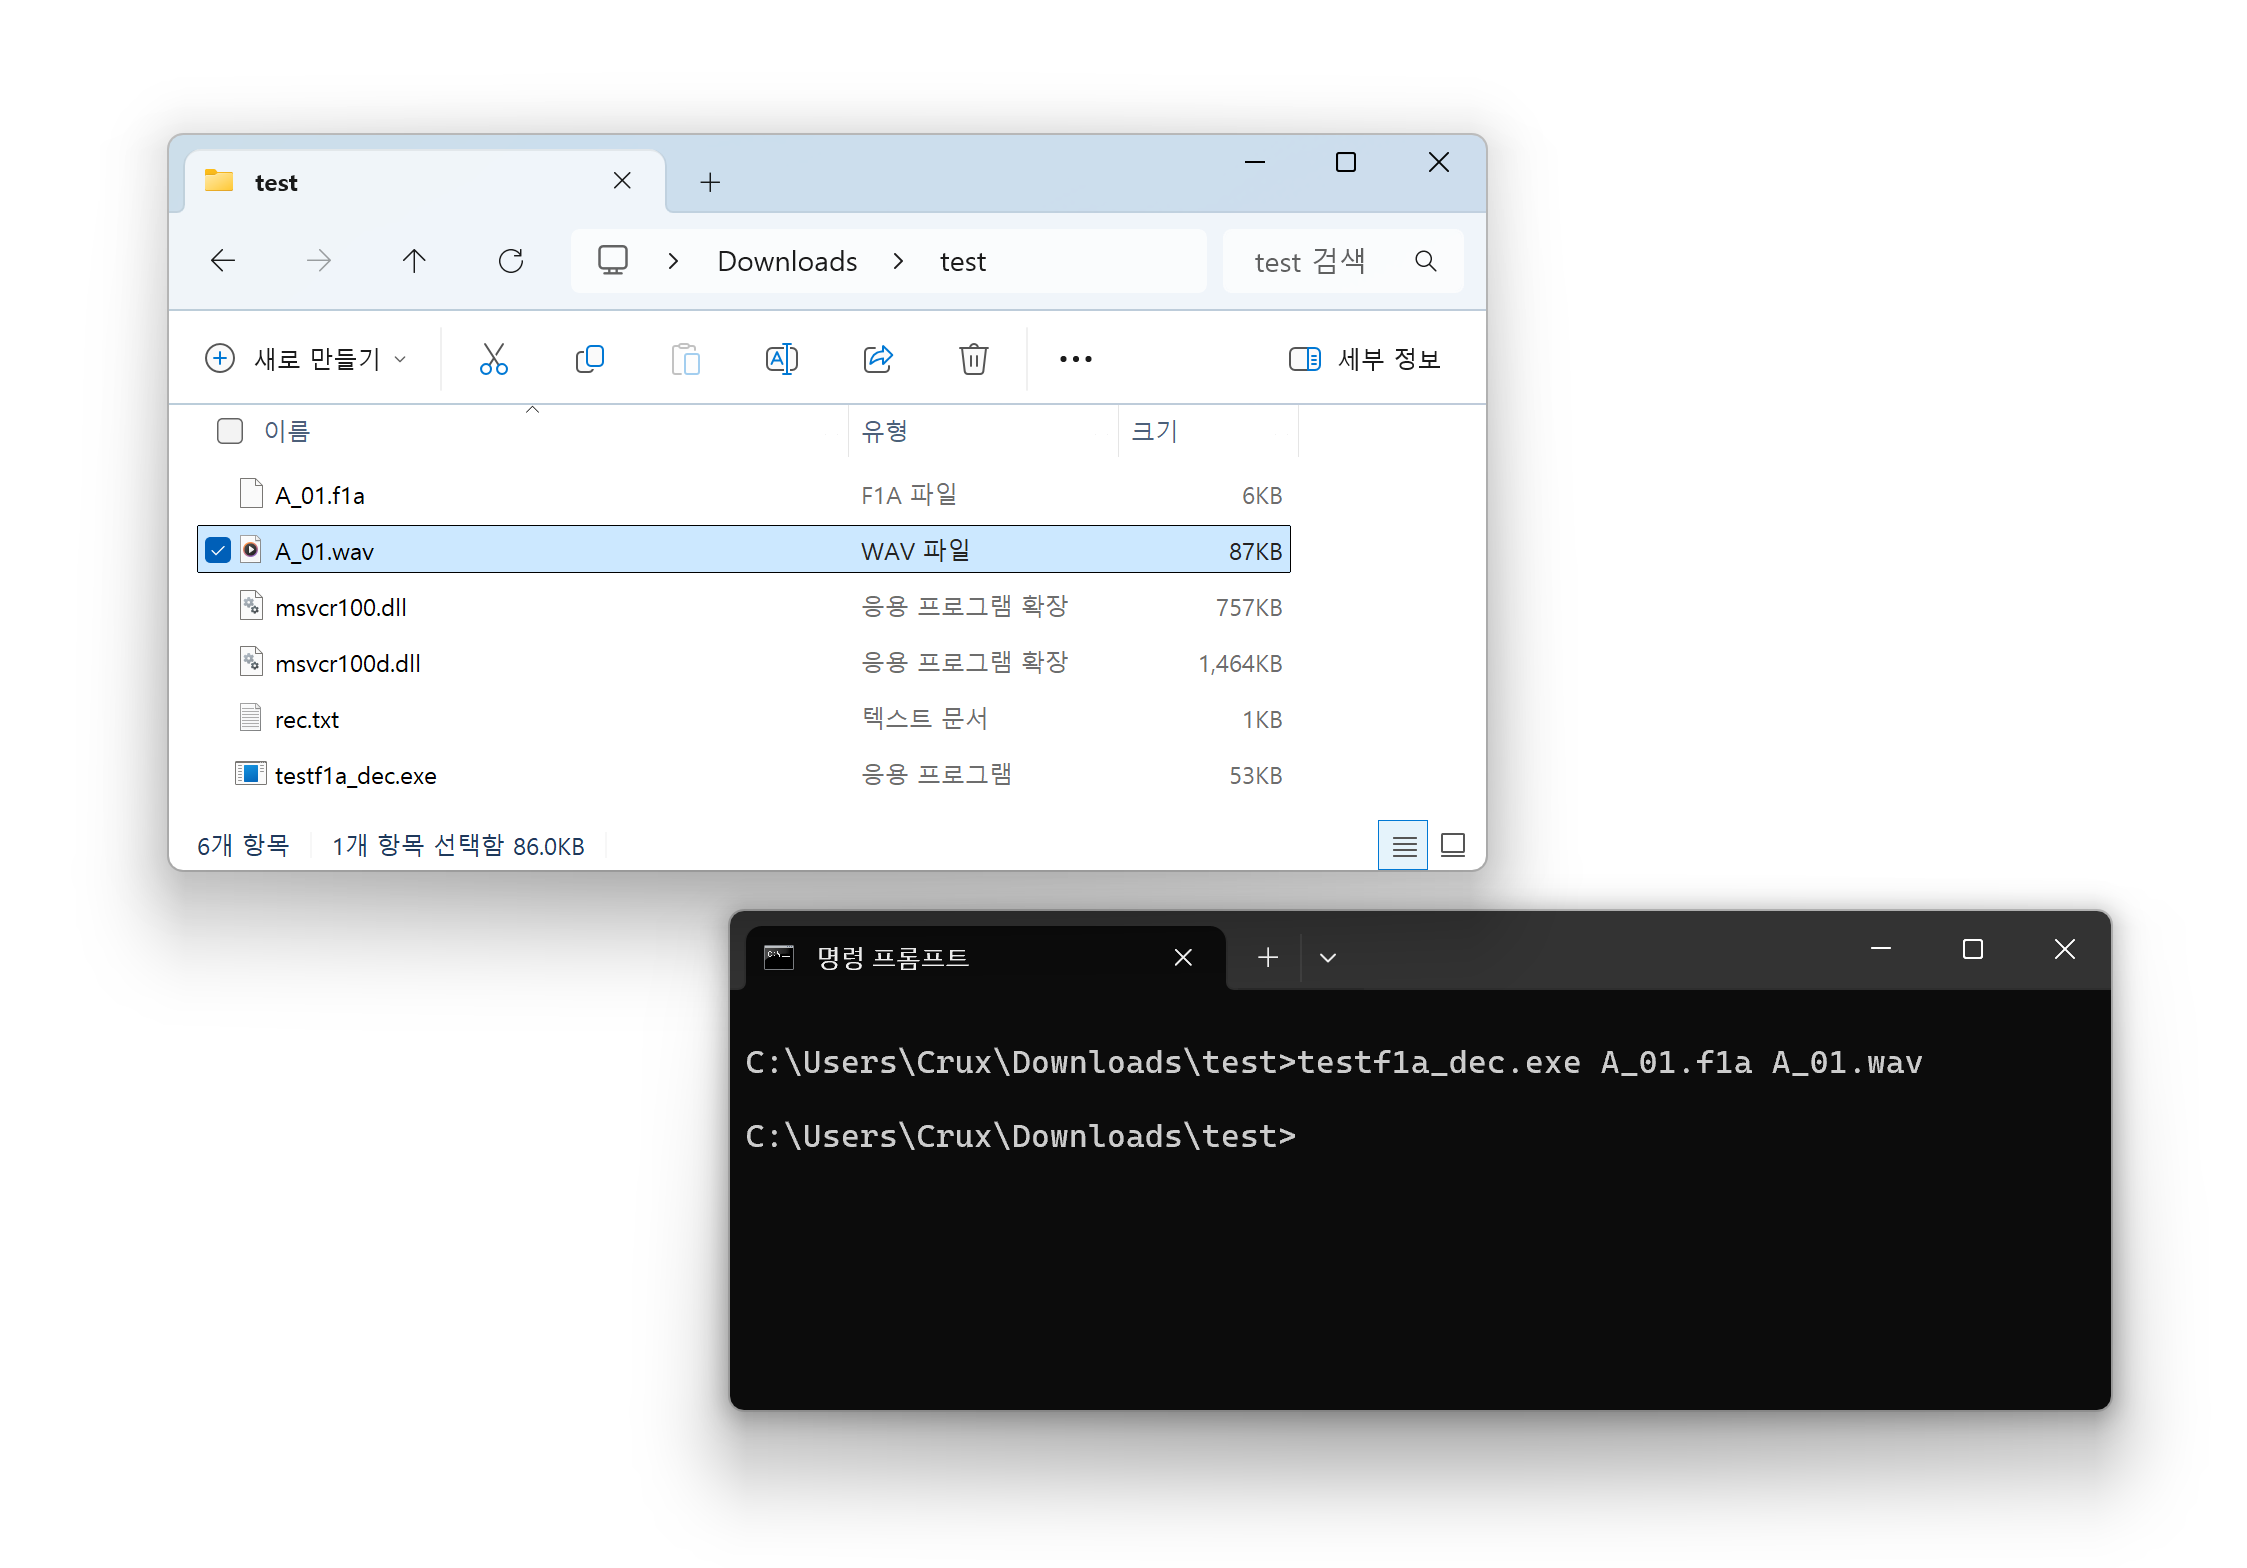 test
Downloads
test
test 검색
새로 만들기
세부 정보
이름
유형
크기
A_01.f1a
F1A 파일
6KB
A_01.wav
WAV 파일
87KB
msvcr100.dll
응용 프로그램 확장
757KB
msvcr100d.dll
응용 프로그램 확장
1,464KB
rec.txt
텍스트 문서
1KB
testf1a_dec.exe
응용 프로그램
53KB
6개 항목
1개 항목 선택함 86.0KB
명령 프롬프트
C:\Users\Crux\Downloads\test>testf1a_dec.exe A_01.f1a A_01.wav
C:\Users\Crux\Downloads\test>